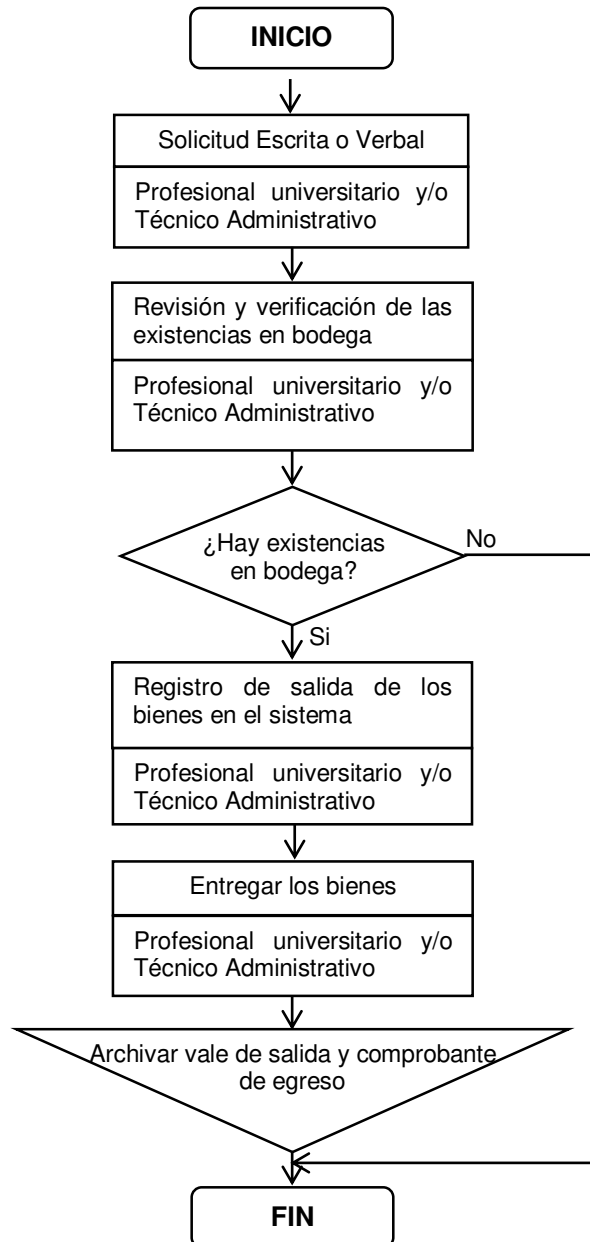 INICIO
Solicitud Escrita o Verbal
Profesional universitario y/o
Técnico Administrativo
Revisión y verificación de las
existencias en bodega
Profesional universitario y/o
Técnico Administrativo
¿Hay existencias
en bodega?
No
Si
Registro de salida de los
bienes en el sistema
Profesional universitario y/o
Técnico Administrativo
Entregar los bienes
Profesional universitario y/o
Técnico Administrativo
Archivar vale de salida y comprobante
de egreso
FIN